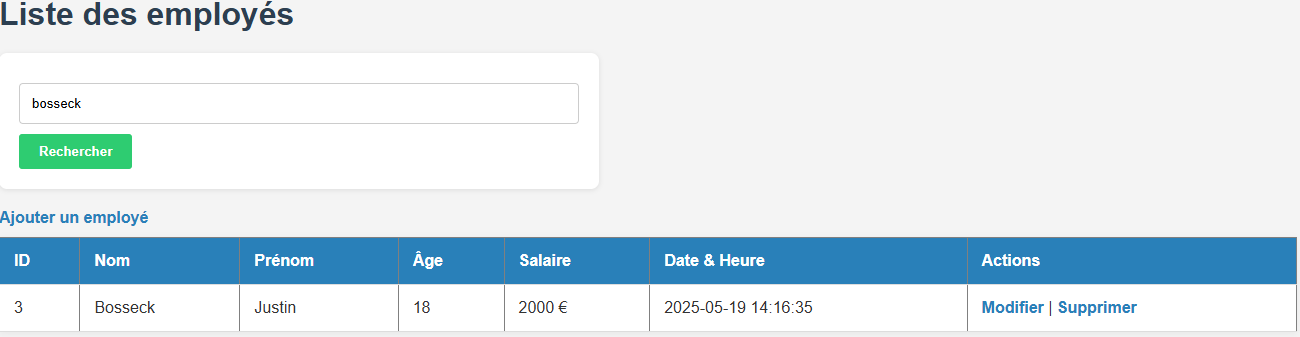 Liste des employés
bosseck
Rechercher
Ajouter un employé
ID Nom Prénom Âge Salaire Date & Heure Actions
3 Bosseck Justin 18 2000 € 2025-05-19 14:16:35 Modifier | Supprimer